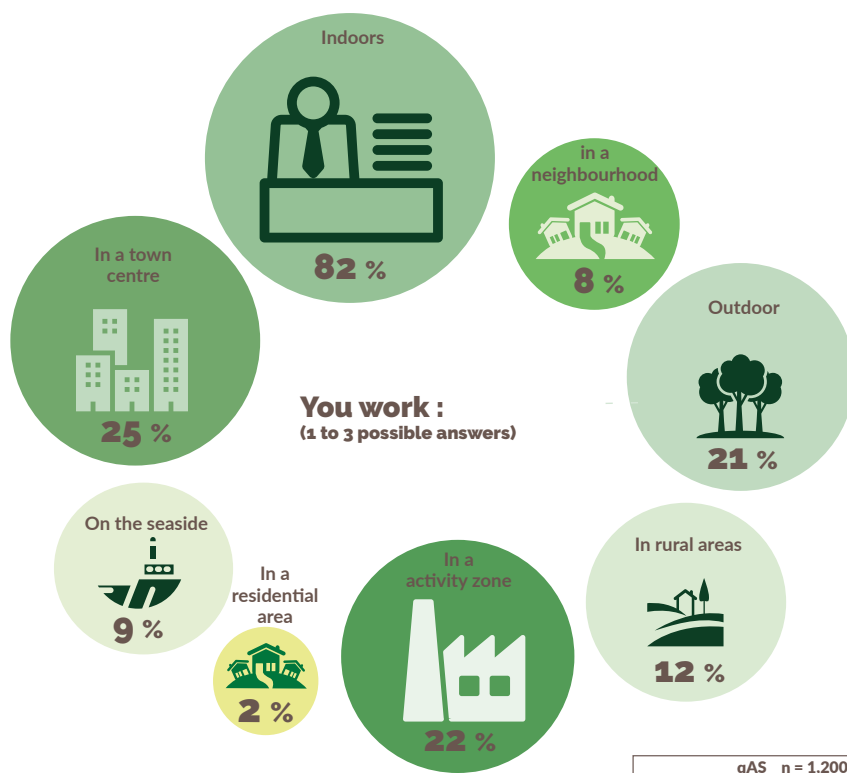 Indoors
82 %
in a
neighbourhood
8 %
In a town
centre
25 %
Outdoor
21 %
You work :
(1 to 3 possible answers)
On the seaside
9 %
In a
residential
area
2 %
In a
activity zone
22 %
In rural areas
12 %
qAS n = 1,200